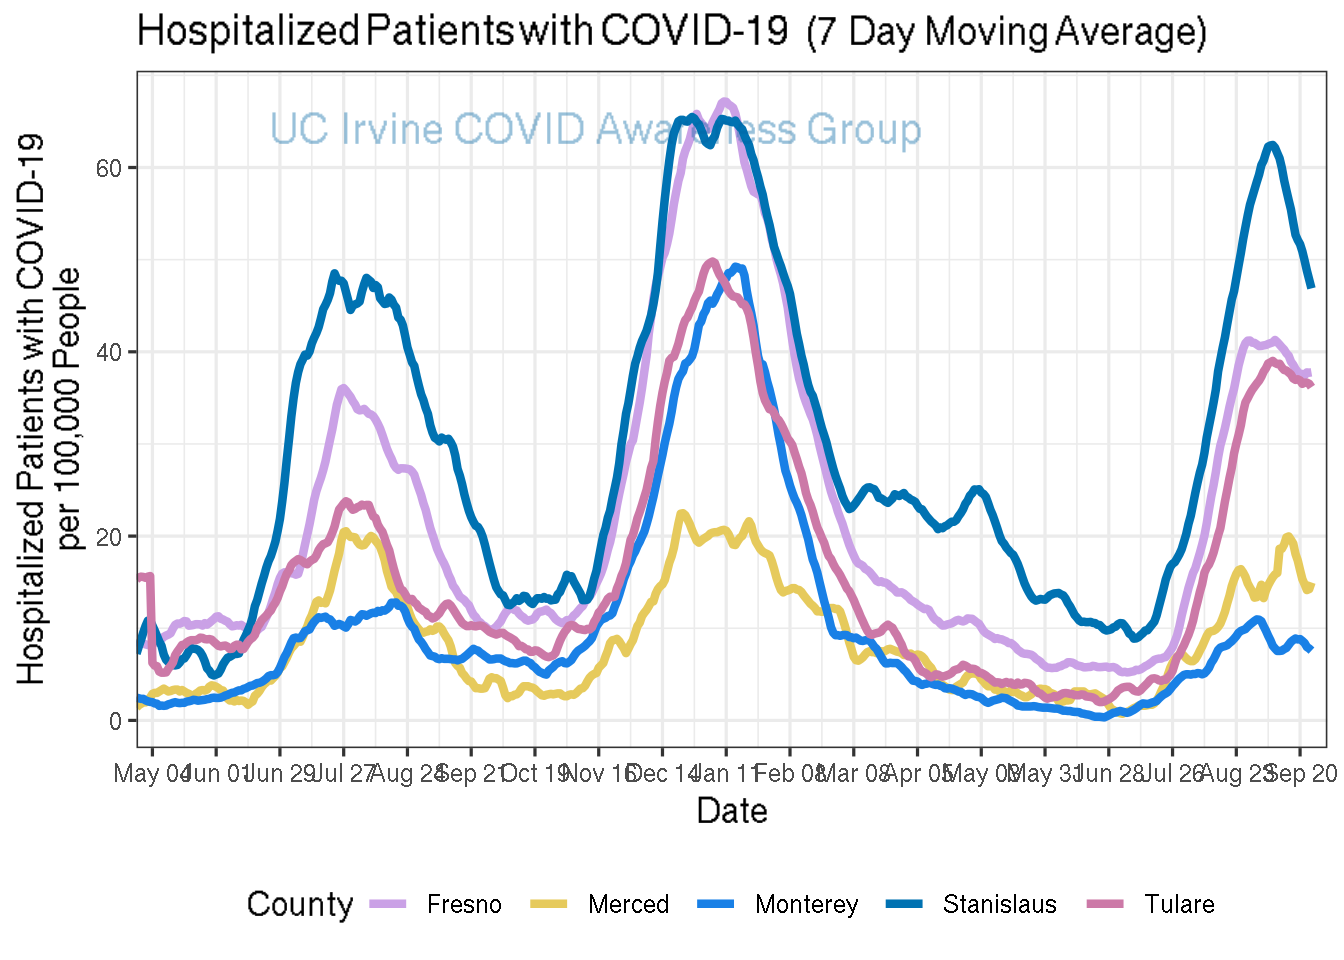 Hospitalized Patients with COVID-19 (7 Day Moving Average)
UC Irvine COVID Awareness Group
Hospitalized Patients with COVID-19
per 100,000 People
60
40
20
0
May 04 Jun 01 Jun 29 Jul 27 Aug 24 Sep 21 Oct 19 Nov 16 Dec 14 Jan 11 Feb 08 Mar 08 Apr 05 May 03 May 31 Jun 28 Jul 26 Aug 23 Sep 20
Date
County Fresno Merced Monterey Stanislaus Tulare